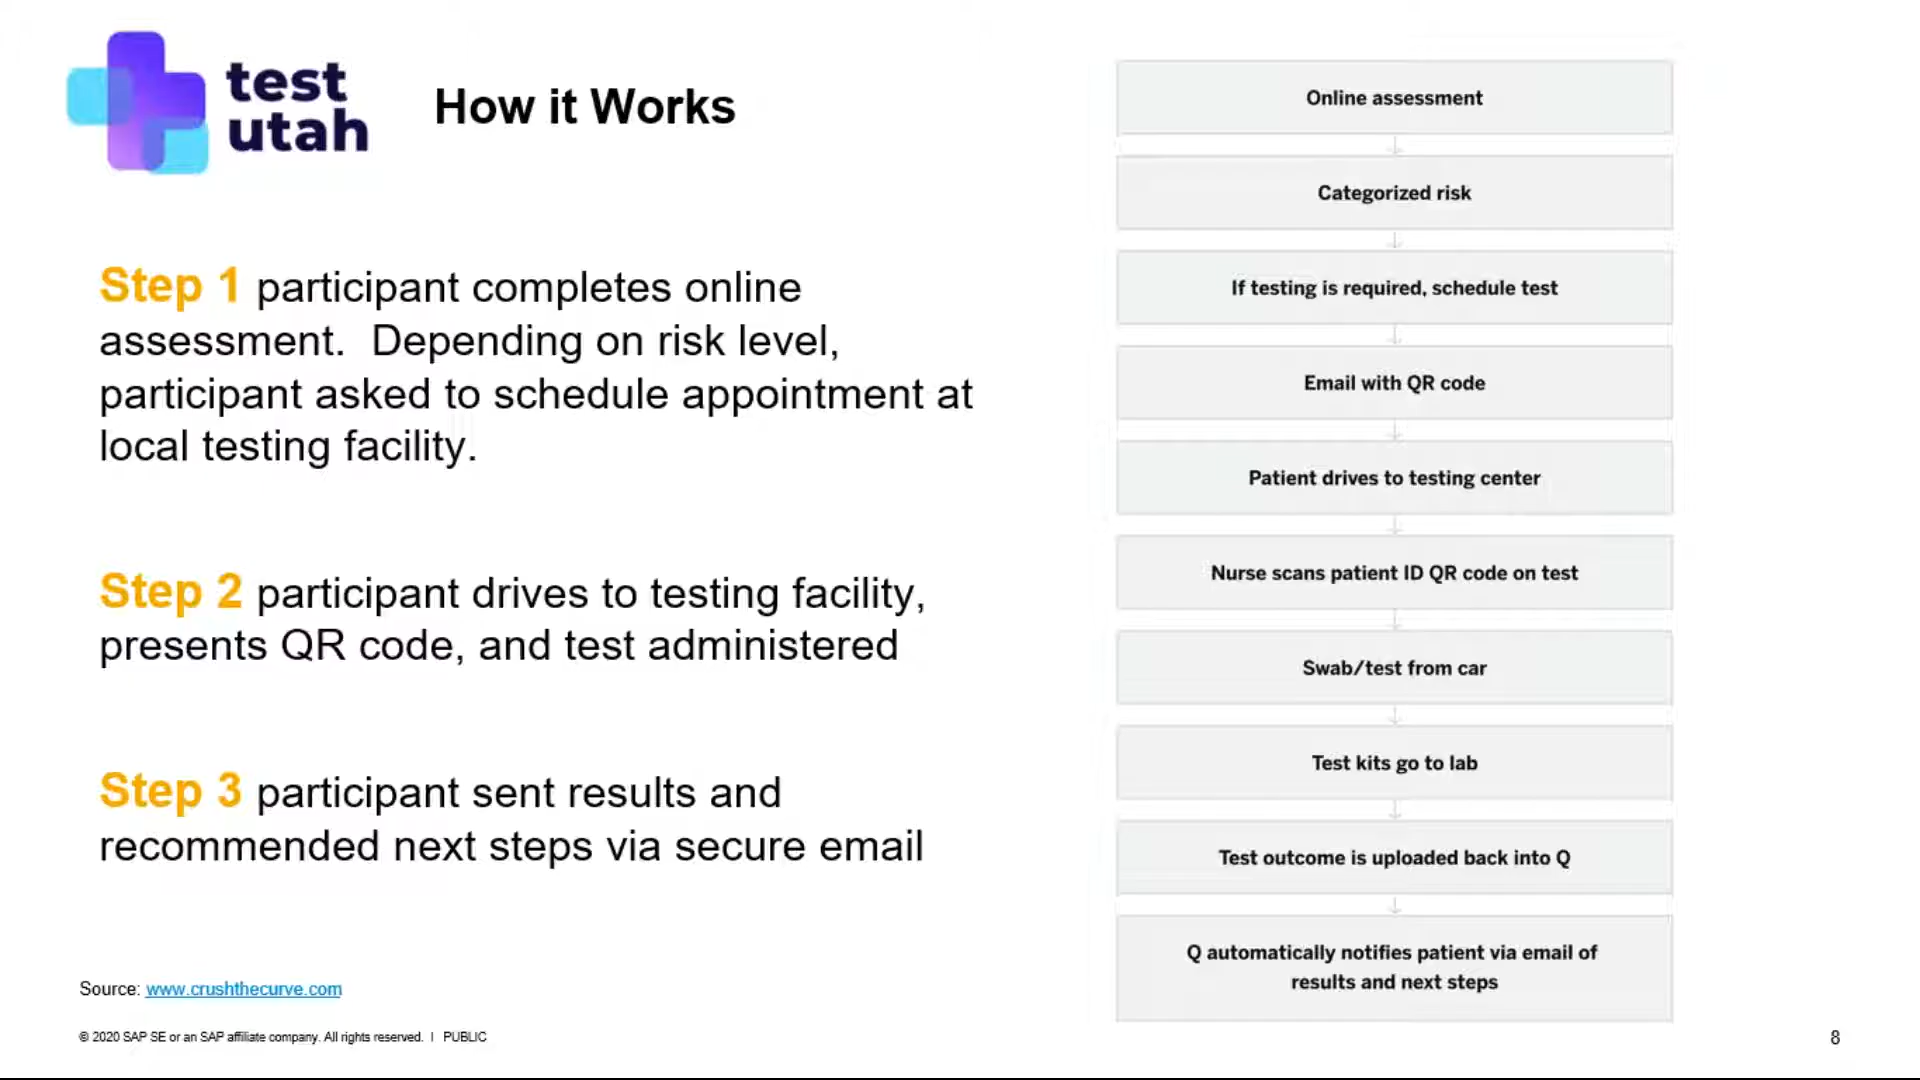 test
utah
How it Works
Step 1 participant completes online
assessment.  Depending on risk level,
participant asked to schedule appointment at
local testing facility.
Step 2 participant drives to testing facility,
presents QR code, and test administered
Step 3 participant sent results and
recommended next steps via secure email
Source: www.crushthecurve.com
© 2020 SAP SE or an SAP affiliate company. All rights reserved. | PUBLIC
Online assessment
Categorized risk
If testing is required, schedule test
Email with QR code
Patient drives to testing center
Nurse scans patient ID QR code on test
Swab/test from car
Test kits go to lab
Test outcome is uploaded back into Q
Q automatically notifies patient via email of
results and next steps
8